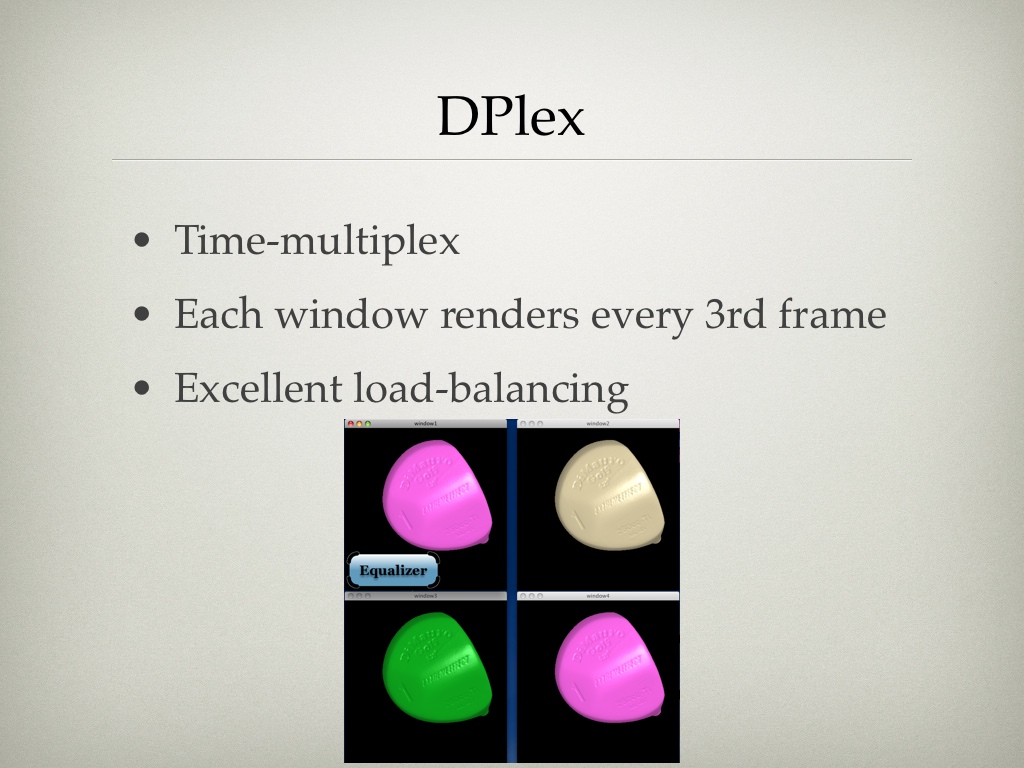 DPlex
• Time-multiplex
• Each window renders every 3rd frame
• Excellent load-balancing
window1
window2
Equalizer
window3
window4